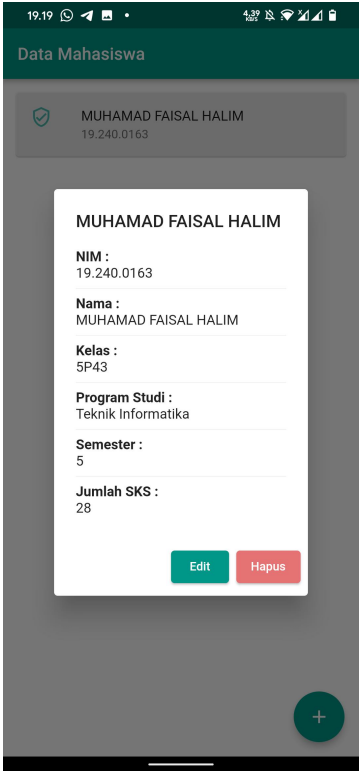 19.19
4,39 KB/s
Data Mahasiswa
MUHAMAD FAISAL HALIM
19.240.0163
MUHAMAD FAISAL HALIM
NIM :
19.240.0163
Nama :
MUHAMAD FAISAL HALIM
Kelas :
5P43
Program Studi :
Teknik Informatika
Semester :
5
Jumlah SKS :
28
Edit Hapus
+